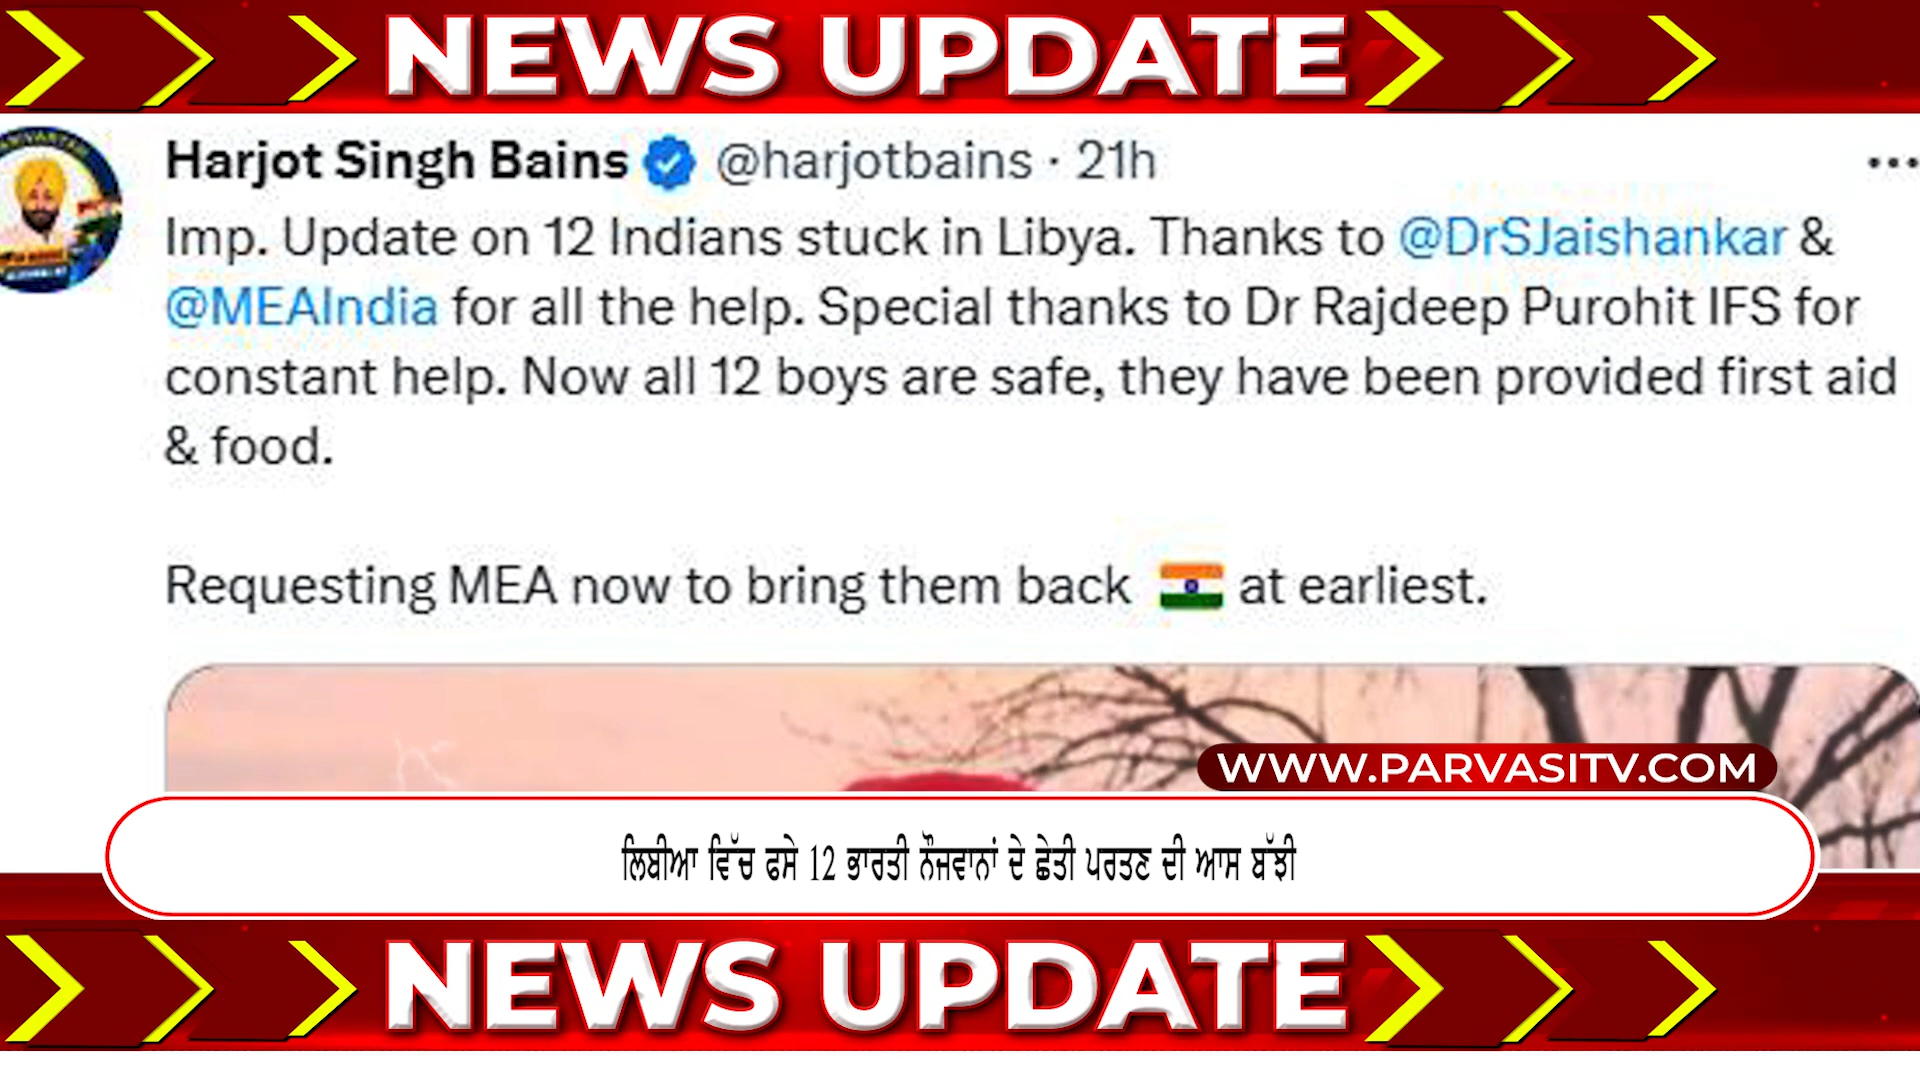 NEWS UPDATE
Harjot Singh Bains @harjotbains · 21h
Imp. Update on 12 Indians stuck in Libya. Thanks to @DrSJaishankar &
@MEAIndia for all the help. Special thanks to Dr Rajdeep Purohit IFS for
constant help. Now all 12 boys are safe, they have been provided first aid
& food.
Requesting MEA now to bring them back 🇮🇳 at earliest.
WWW.PARVASITV.COM
ਲਿਬੀਆ ਵਿੱਚ ਫਸੇ 12 ਭਾਰਤੀ ਨੌਜਵਾਨਾਂ ਦੇ ਛੇਤੀ ਪਰਤਣ ਦੀ ਆਸ ਬੱਝੀ
NEWS UPDATE